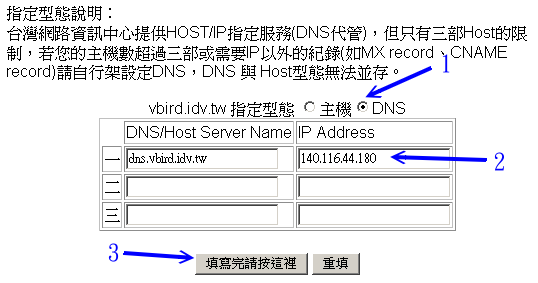 指定型態說明：
台灣網路資訊中心提供HOST/IP指定服務(DNS代管)，但只有三部Host的限
制，若您的主機數超過三部或需要IP以外的紀錄(如MX record、CNAME
record)請自行架設定DNS，DNS 與 Host型態無法並存。
1
vbird.idv.tw 指定型態 主機 DNS
DNS/Host Server Name IP Address
一 dns.vbird.idv.tw 140.116.44.180 2
二
三
3 填寫完請按這裡 重填